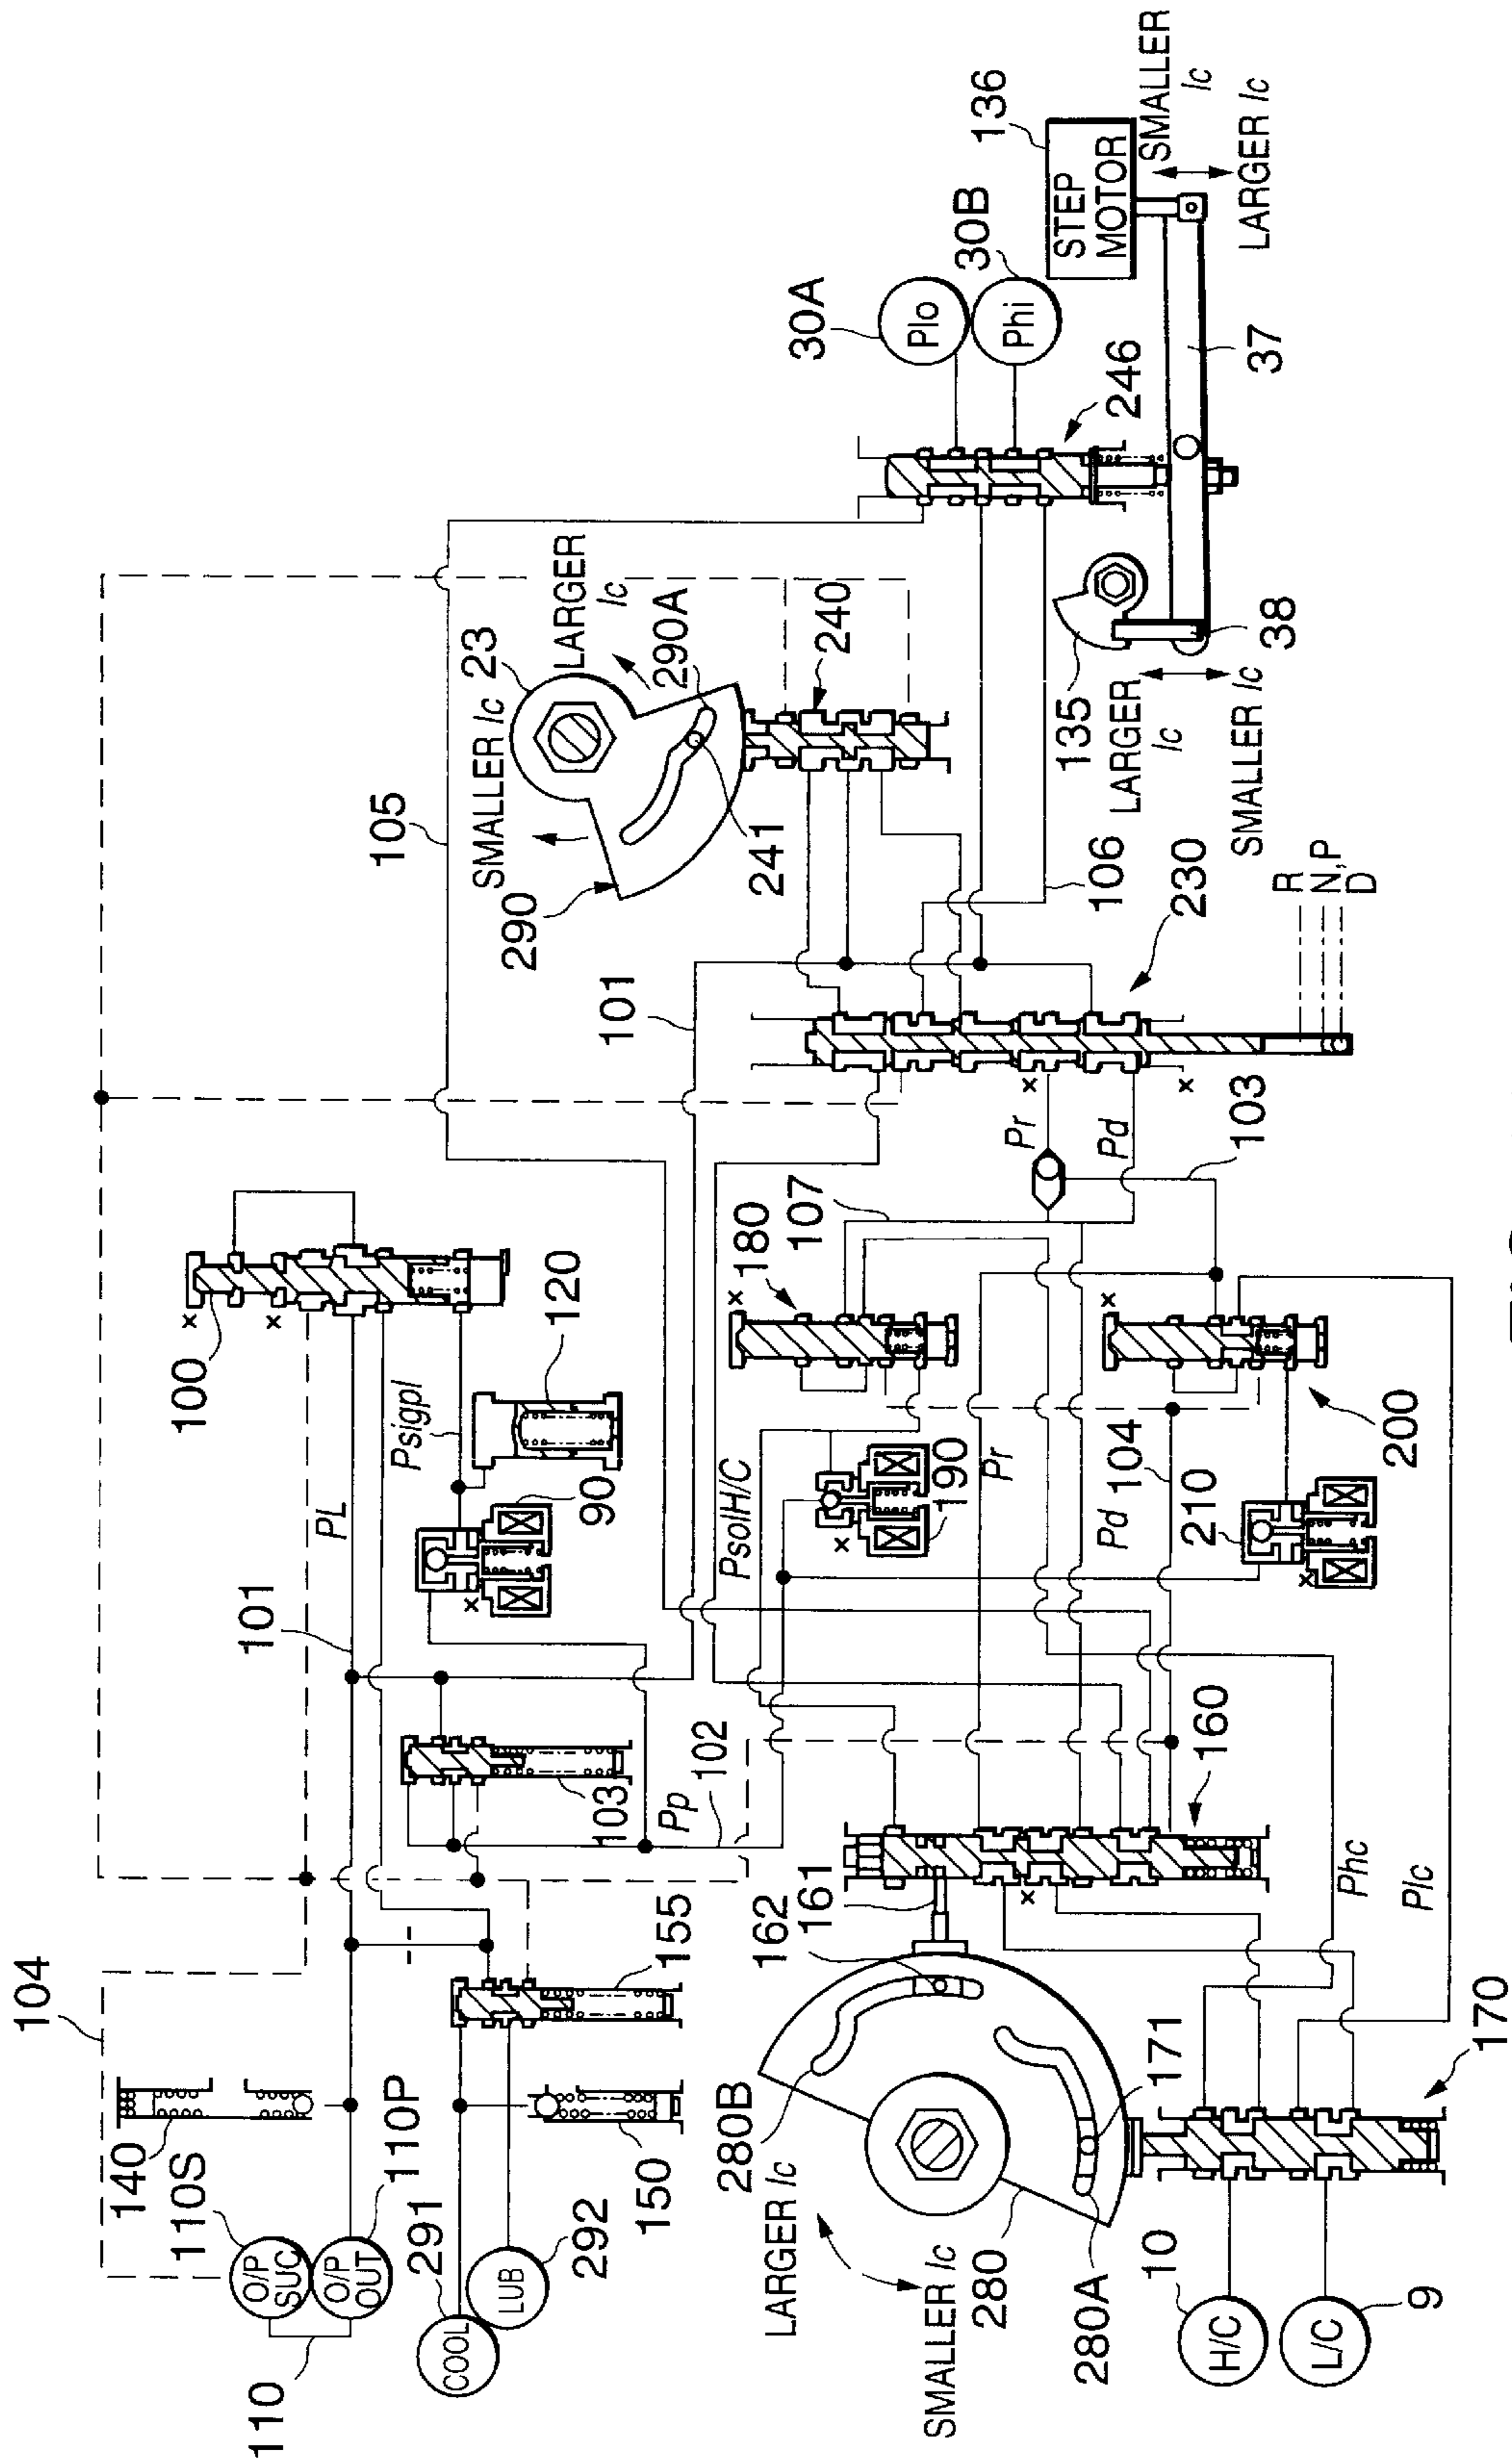 104
140
110S
O/P
SUC
O/P
OUT
110P
110
291
COOL
LUB
292
150
155
101
PL
100
Psigpl
120
90
103
Pp
102
105
101
SMALLER Ic
23
LARGER
Ic
290A
290
241
240
30A
Plo
30B
Phi
246
136
STEP
MOTOR
SMALLER
Ic
LARGER Ic
37
38
135
LARGER
Ic
SMALLER Ic
106
230
R
N,P
D
Pr
Pd
103
107
180
PsolH/C
190
Pr
Pd
104
210
200
161
162
160
Phc
Plc
280B
LARGER Ic
SMALLER Ic
280
280A
171
170
10
H/C
L/C
9